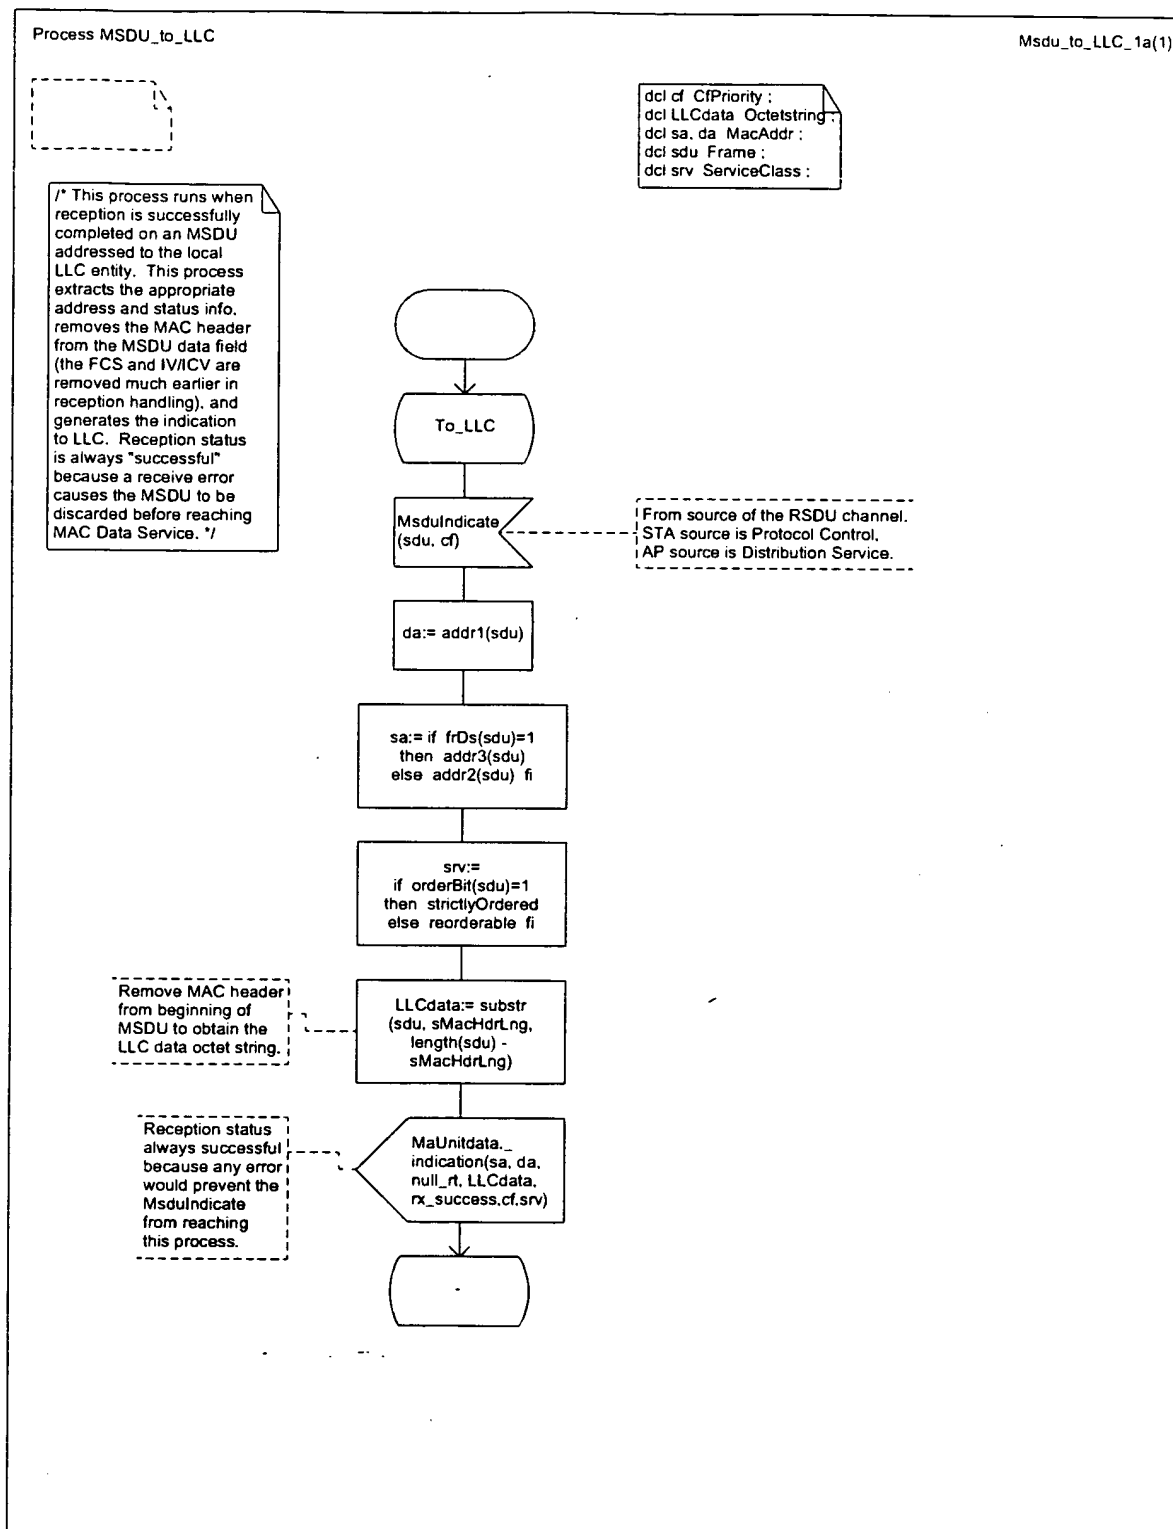 Process MSDU_to_LLC
Msdu_to_LLC_1a(1)
dcl cf CfPriority ;
dcl LLCdata Octetstring ;
dcl sa, da MacAddr ;
dcl sdu Frame ;
dcl srv ServiceClass ;
/* This process runs when
reception is successfully
completed on an MSDU
addressed to the local
LLC entity. This process
extracts the appropriate
address and status info,
removes the MAC header
from the MSDU data field
(the FCS and IV/ICV are
removed much earlier in
reception handling), and
generates the indication
to LLC. Reception status
is always "successful"
because a receive error
causes the MSDU to be
discarded before reaching
MAC Data Service. */
To_LLC
MsduIndicate
(sdu, cf)
From source of the RSDU channel.
STA source is Protocol Control,
AP source is Distribution Service.
da:= addr1(sdu)
sa:= if frDs(sdu)=1
then addr3(sdu)
else addr2(sdu) fi
srv:=
if orderBit(sdu)=1
then strictlyOrdered
else reorderable fi
Remove MAC header
from beginning of
MSDU to obtain the
LLC data octet string.
LLCdata:= substr
(sdu, sMacHdrLng,
length(sdu) -
sMacHdrLng)
Reception status
always successful
because any error
would prevent the
MsduIndicate
from reaching
this process.
MaUnitdata._
indication(sa, da,
null_rt, LLCdata,
rx_success,cf,srv)
-